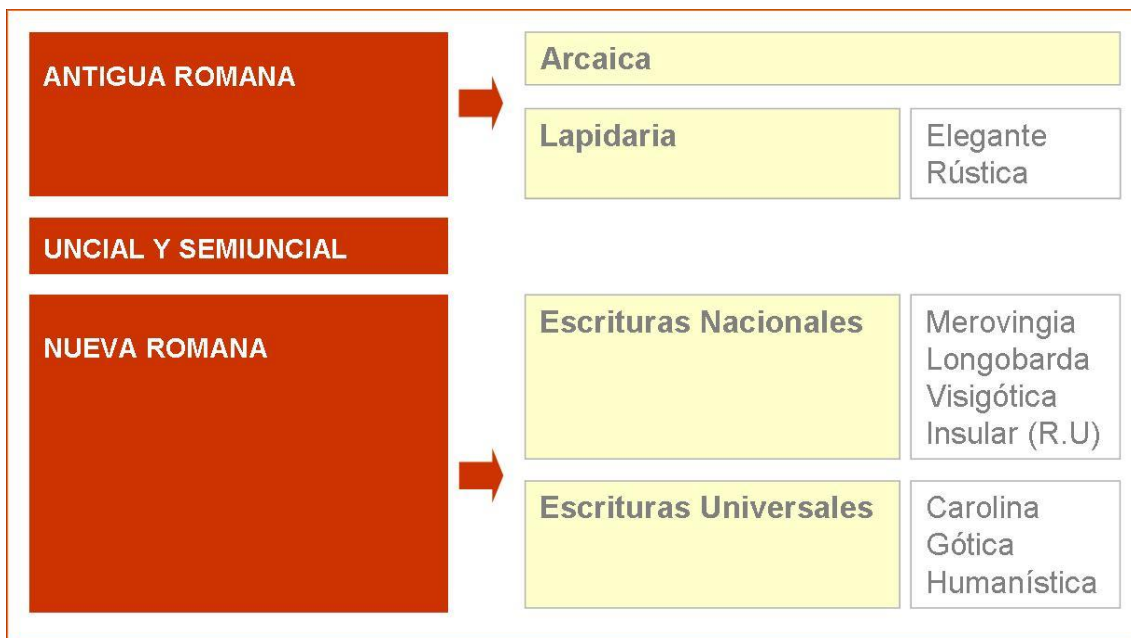 ANTIGUA ROMANA
Arcaica
Lapidaria
Elegante
Rústica
UNCIAL Y SEMIUNCIAL
NUEVA ROMANA
Escrituras Nacionales
Merovingia
Longobarda
Visigótica
Insular (R.U)
Escrituras Universales
Carolina
Gótica
Humanística